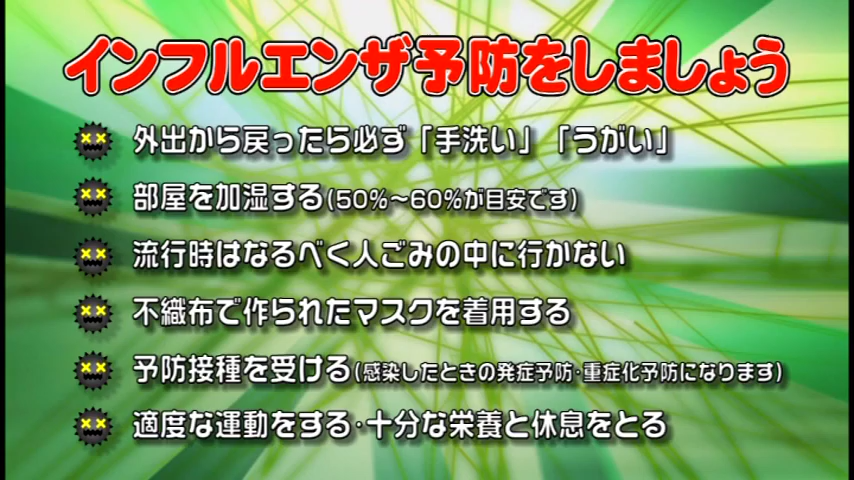 インフルエンザ予防をしましょう
外出から戻ったら必ず「手洗い」「うがい」
部屋を加湿する(50%～60%が目安です)
流行時はなるべく人ごみの中に行かない
不織布で作られたマスクを着用する
予防接種を受ける(感染したときの発症予防･重症化予防になります)
適度な運動をする･十分な栄養と休息をとる